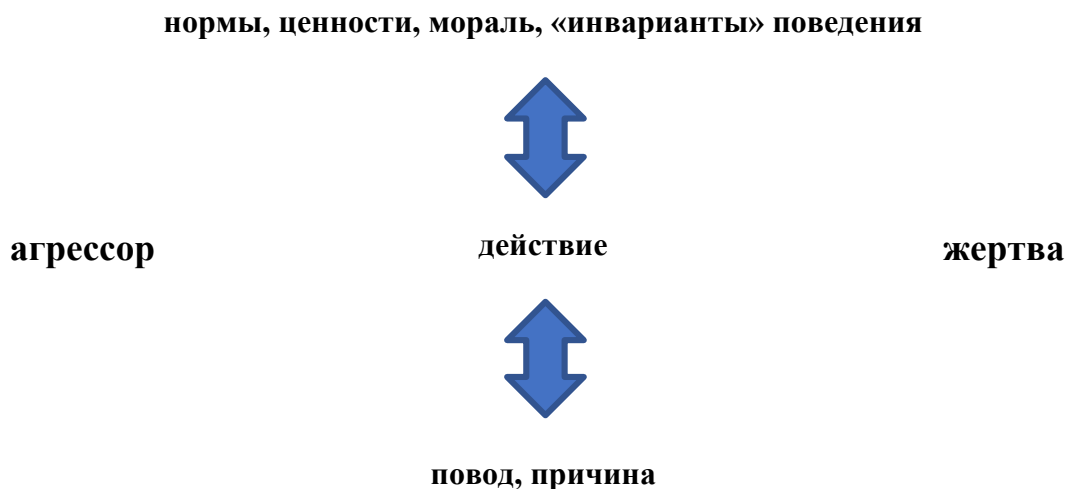 нормы, ценности, мораль, «инварианты» поведения
агрессор действие жертва
повод, причина